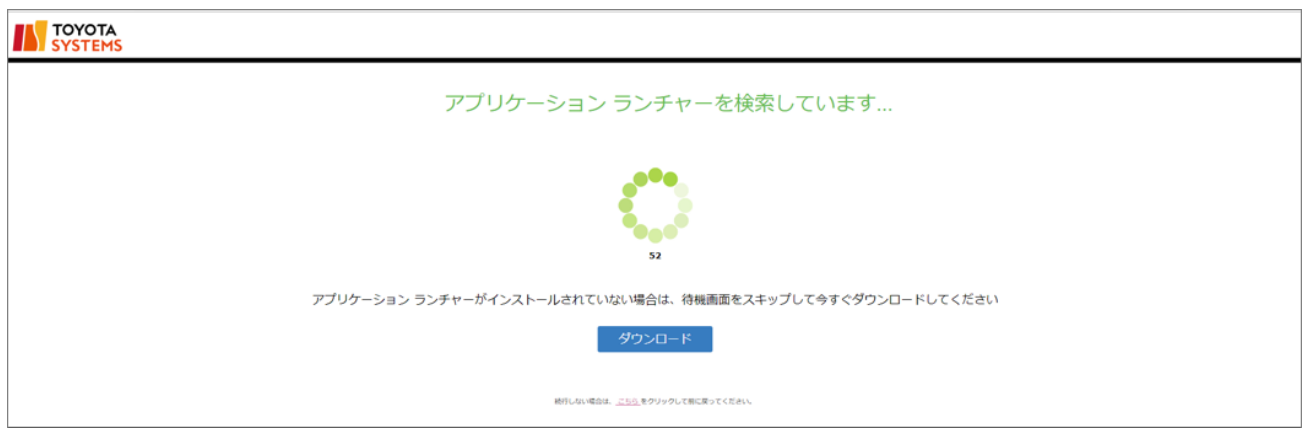 TOYOTA
SYSTEMS
アプリケーション ランチャーを検索しています...
52
アプリケーション ランチャーがインストールされていない場合は、待機画面をスキップして今すぐダウンロードしてください
ダウンロード
続行しない場合は、こちら をクリックして前に戻ってください。